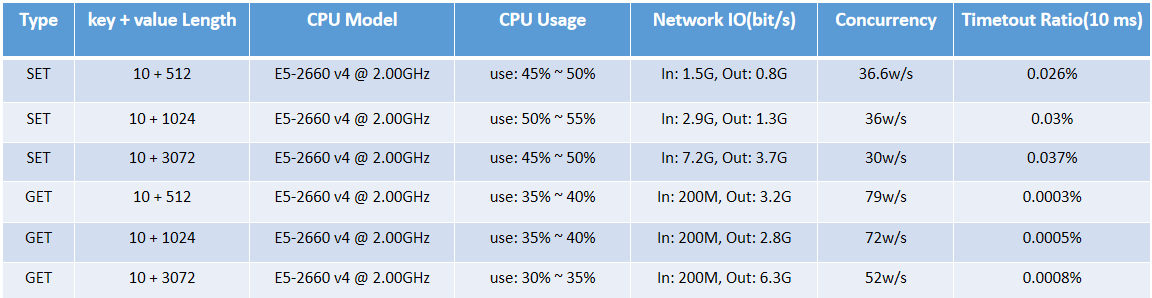 Type key + value Length CPU Model CPU Usage Network IO(bit/s) Concurrency Timetout Ratio(10 ms)
SET 10 + 512 E5-2660 v4 @ 2.00GHz use: 45% ~ 50% In: 1.5G, Out: 0.8G 36.6w/s 0.026%
SET 10 + 1024 E5-2660 v4 @ 2.00GHz use: 50% ~ 55% In: 2.9G, Out: 1.3G 36w/s 0.03%
SET 10 + 3072 E5-2660 v4 @ 2.00GHz use: 45% ~ 50% In: 7.2G, Out: 3.7G 30w/s 0.037%
GET 10 + 512 E5-2660 v4 @ 2.00GHz use: 35% ~ 40% In: 200M, Out: 3.2G 79w/s 0.0003%
GET 10 + 1024 E5-2660 v4 @ 2.00GHz use: 35% ~ 40% In: 200M, Out: 2.8G 72w/s 0.0005%
GET 10 + 3072 E5-2660 v4 @ 2.00GHz use: 30% ~ 35% In: 200M, Out: 6.3G 52w/s 0.0008%